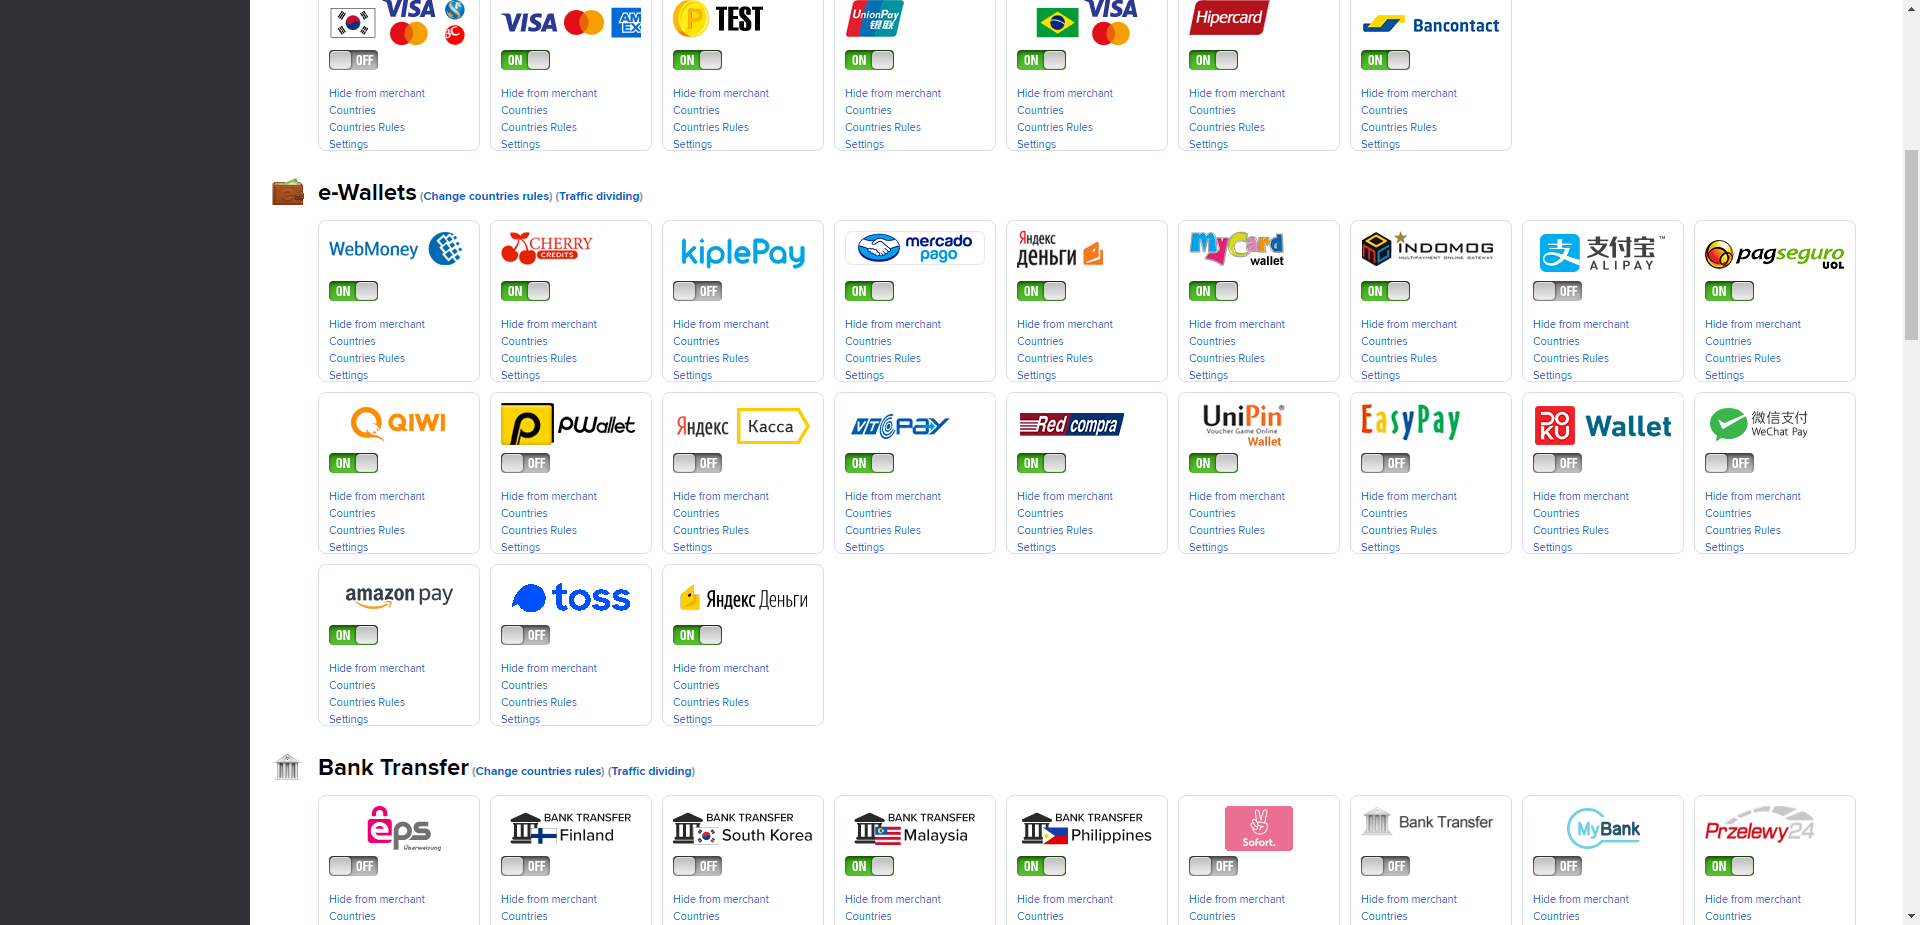 VISA
VISA AM EX
P TEST
UnionPay 银联
VISA
Hipercard
Bancontact
OFF ON ON ON ON ON ON
Hide from merchant Hide from merchant Hide from merchant Hide from merchant Hide from merchant Hide from merchant Hide from merchant
Countries Countries Countries Countries Countries Countries Countries
Countries Rules Countries Rules Countries Rules Countries Rules Countries Rules Countries Rules Countries Rules
Settings Settings Settings Settings Settings Settings Settings
e-Wallets (Change countries rules) (Traffic dividing)
WebMoney
CHERRY CREDITS
kiplePay
mercado pago
Яндекс деньги
MyCard wallet
INDOMOG MULTIPAYMENT ONLINE GATEWAY
支 支付宝™ ALIPAY
pagseguro UOL
ON ON OFF ON ON ON ON OFF ON
Hide from merchant Hide from merchant Hide from merchant Hide from merchant Hide from merchant Hide from merchant Hide from merchant Hide from merchant Hide from merchant
Countries Countries Countries Countries Countries Countries Countries Countries Countries
Countries Rules Countries Rules Countries Rules Countries Rules Countries Rules Countries Rules Countries Rules Countries Rules Countries Rules
Settings Settings Settings Settings Settings Settings Settings Settings Settings
QIWI
P PWallet
Яндекс Касса
VTC PAY
Red compra
UniPin Voucher Game Online Wallet
EasyPay
DOKU Wallet
微信支付 WeChat Pay
ON OFF OFF ON ON ON OFF OFF OFF
Hide from merchant Hide from merchant Hide from merchant Hide from merchant Hide from merchant Hide from merchant Hide from merchant Hide from merchant Hide from merchant
Countries Countries Countries Countries Countries Countries Countries Countries Countries
Countries Rules Countries Rules Countries Rules Countries Rules Countries Rules Countries Rules Countries Rules Countries Rules Countries Rules
Settings Settings Settings Settings Settings Settings Settings Settings Settings
amazon pay
toss
Яндекс Деньги
ON OFF ON
Hide from merchant Hide from merchant Hide from merchant
Countries Countries Countries
Countries Rules Countries Rules Countries Rules
Settings Settings Settings
Bank Transfer (Change countries rules) (Traffic dividing)
eps Überweisung
BANK TRANSFER Finland
BANK TRANSFER South Korea
BANK TRANSFER Malaysia
BANK TRANSFER Philippines
Sofort.
Bank Transfer
MyBank
Przelewy24
OFF OFF OFF ON ON OFF OFF OFF ON
Hide from merchant Hide from merchant Hide from merchant Hide from merchant Hide from merchant Hide from merchant Hide from merchant Hide from merchant Hide from merchant
Countries Countries Countries Countries Countries Countries Countries Countries Countries